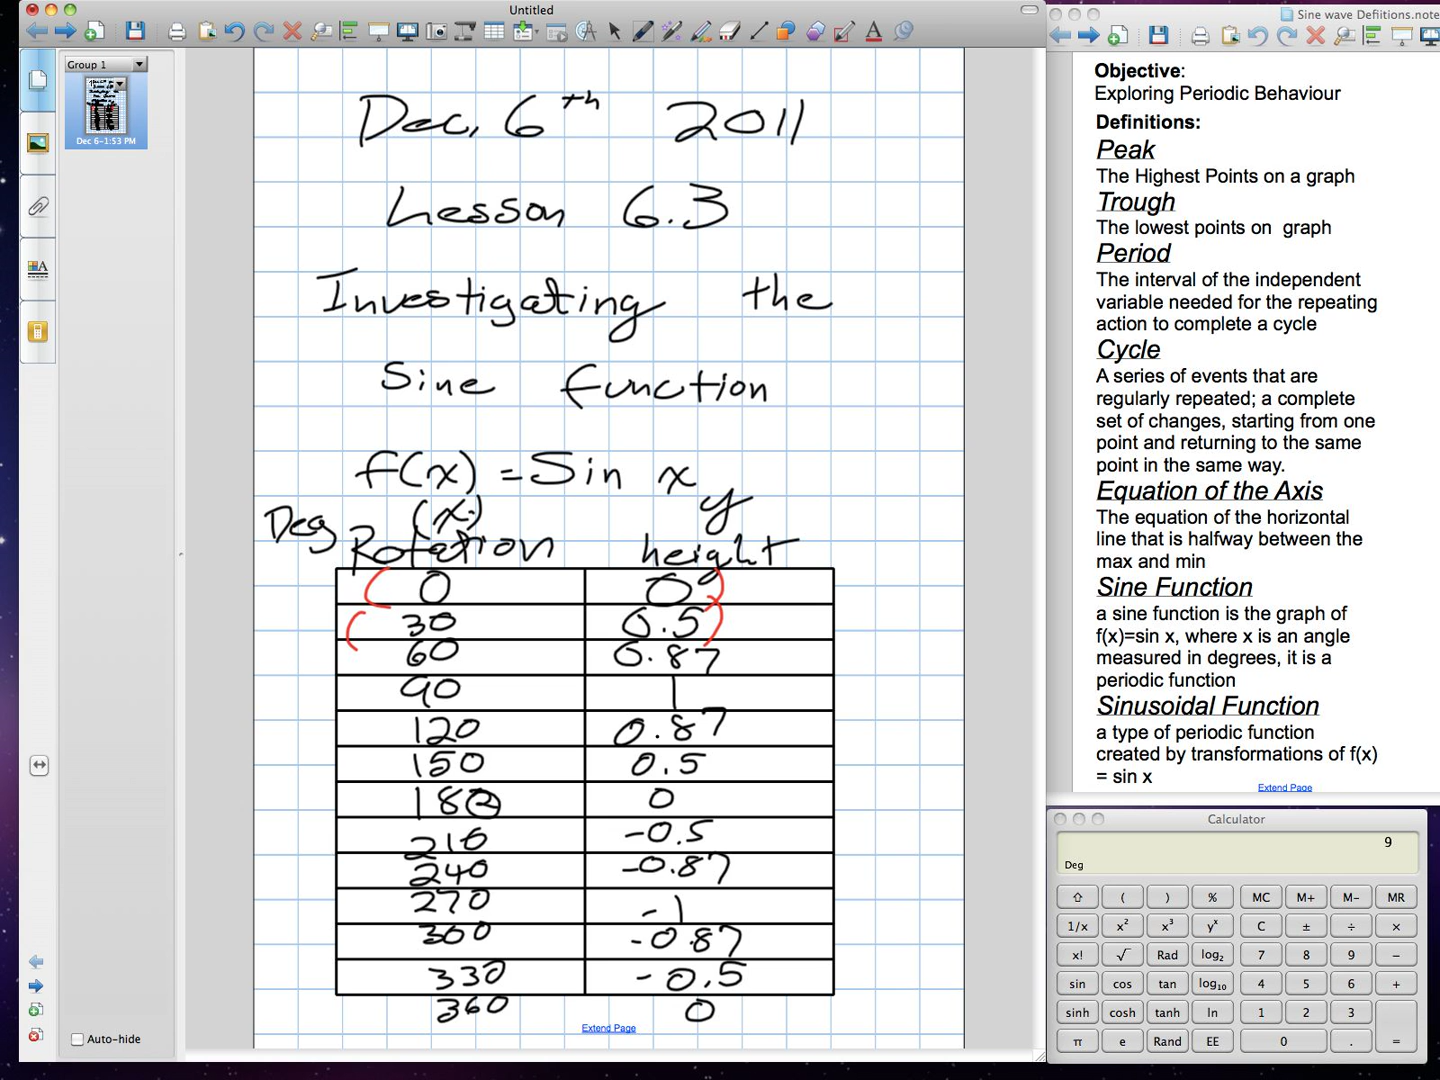 Untitled
Group 1
Dec 6-1:53 PM
Dec. 6th 2011
Lesson 6.3
Investigating the
Sine function
f(x) = Sin x
Deg (x) y
Rotation height
0 0
30 0.5
60 0.87
90 1
120 0.87
150 0.5
180 0
210 -0.5
240 -0.87
270 -1
300 -0.87
330 -0.5
360 0
Extend Page
Auto-hide
Sine wave Defiitions.note
Objective:
Exploring Periodic Behaviour
Definitions:
Peak
The Highest Points on a graph
Trough
The lowest points on graph
Period
The interval of the independent
variable needed for the repeating
action to complete a cycle
Cycle
A series of events that are
regularly repeated; a complete
set of changes, starting from one
point and returning to the same
point in the same way.
Equation of the Axis
The equation of the horizontal
line that is halfway between the
max and min
Sine Function
a sine function is the graph of
f(x)=sin x, where x is an angle
measured in degrees, it is a
periodic function
Sinusoidal Function
a type of periodic function
created by transformations of f(x)
= sin x
Extend Page
Calculator
9
Deg
( ) % MC M+ M- MR
1/x x² x³ yˣ C ± ÷ ×
x! √ Rad log₂ 7 8 9 −
sin cos tan log₁₀ 4 5 6 +
sinh cosh tanh ln 1 2 3
π e Rand EE 0 . =